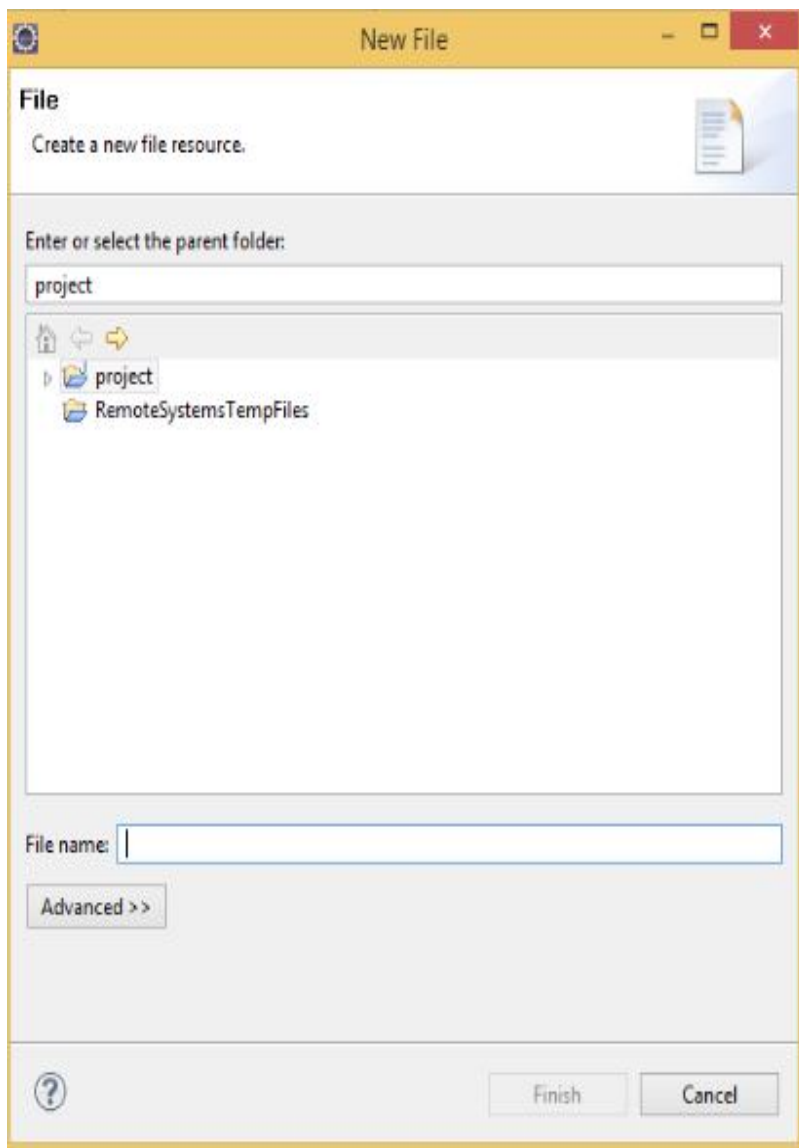 New File
File
Create a new file resource.
Enter or select the parent folder:
project
project
RemoteSystemsTempFiles
File name:
Advanced >>
Finish
Cancel